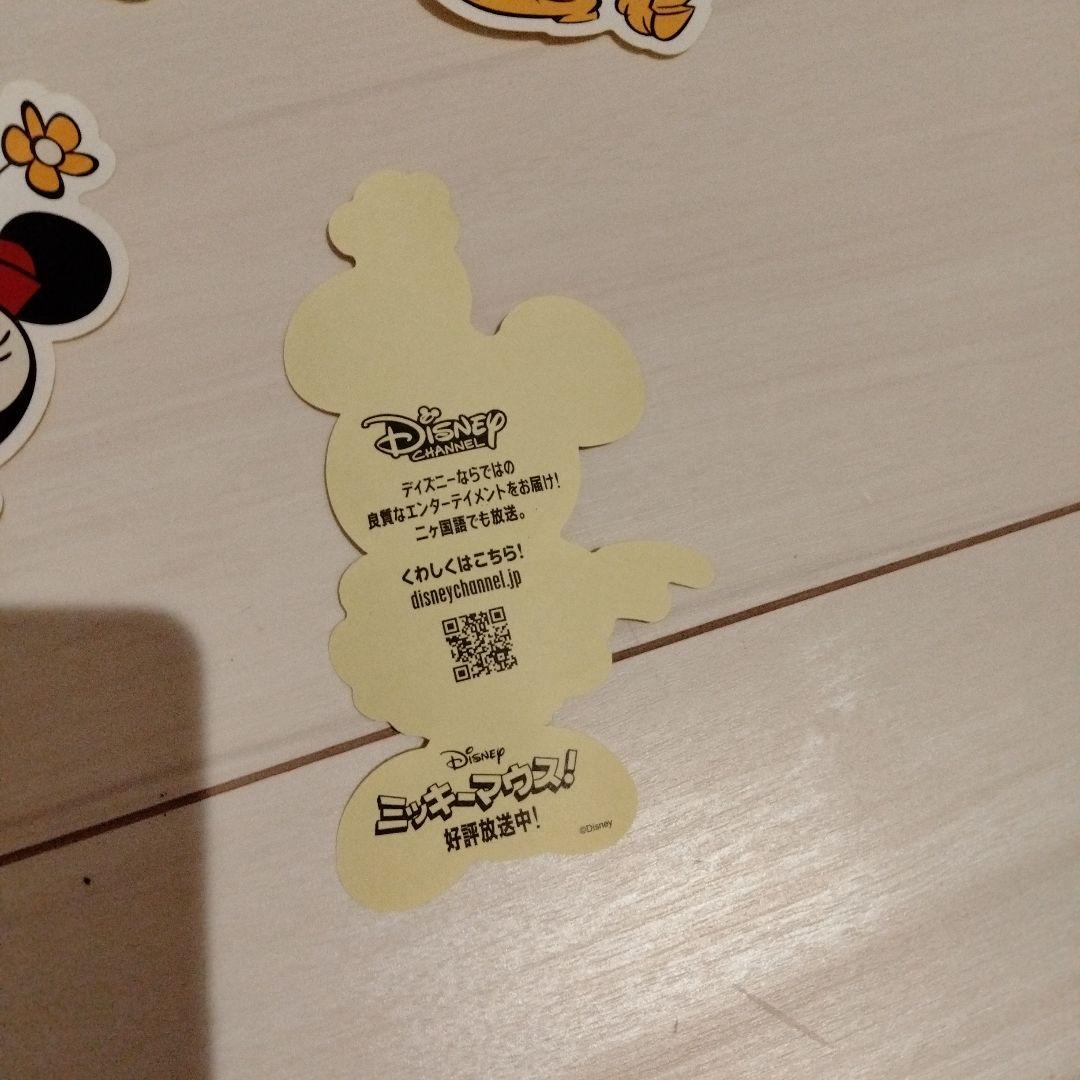 Disney
CHANNEL
ディズニーならではの
良質なエンターテイメントをお届け!
二ヶ国語でも放送。
くわしくはこちら!
disneychannel.jp
Disney
ミッキーマウス!
好評放送中!
©Disney